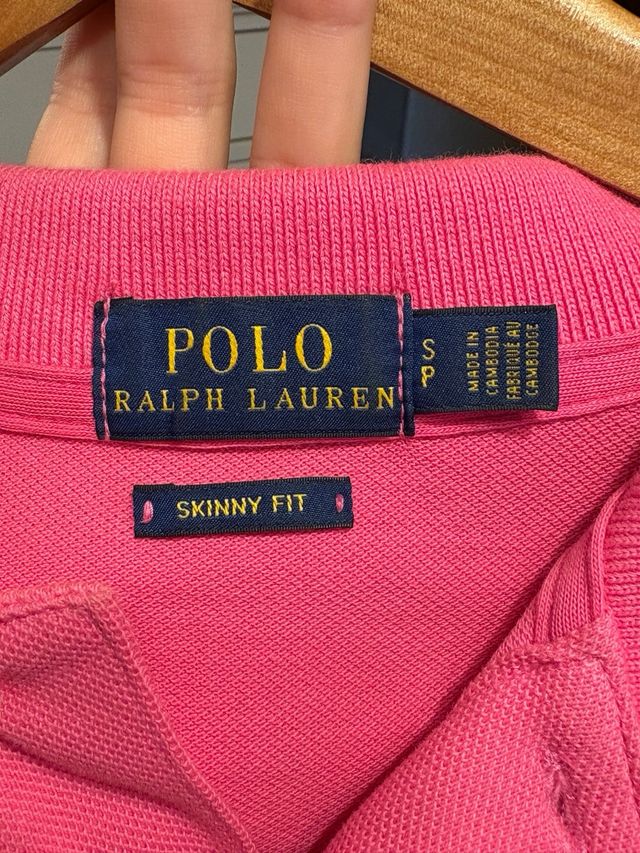 POLO
RALPH LAUREN
S
P
MADE IN
CAMBODIA
FABRIQUÉ AU
CAMBODGE
SKINNY FIT